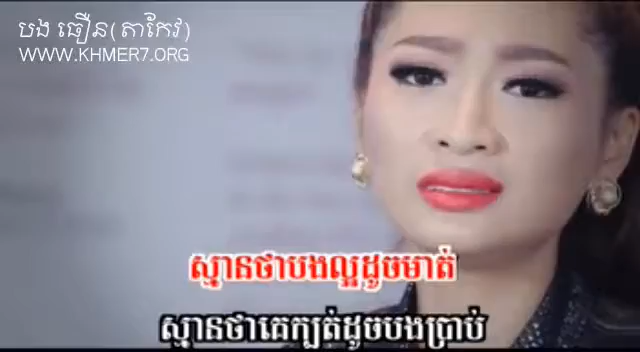 បង ធឿន(តាកែវ)
WWW.KHMER7.ORG
ស្មានថាបងល្អដូចមាត់
ស្មានថាគេក្បត់ដូចបងប្រាប់